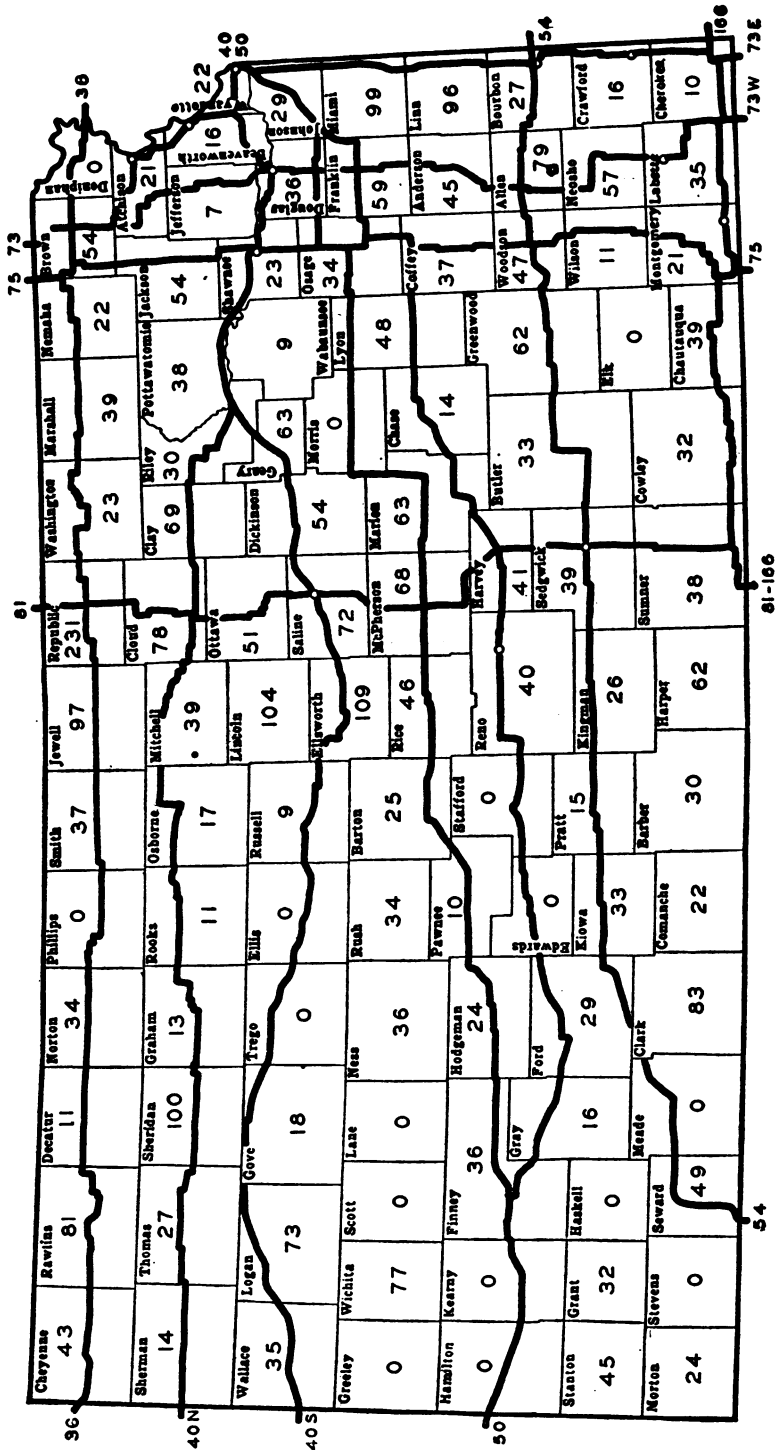 81
75
73
36
Cheyenne
43
Rawlins
81
Decatur
11
Norton
34
Phillips
0
Smith
37
Jewell
97
Republic
231
Washington
23
Marshall
39
Nemaha
22
Brown
54
Doniphan
0
36
40N
Sherman
14
Thomas
27
Sheridan
100
Graham
13
Rooks
11
Osborne
17
Mitchell
39
Cloud
78
Clay
69
Riley
30
Pottawatomie
38
Jackson
54
Atchison
21
Jefferson
7
Leavenworth
16
Wyandotte
22
40
50
40S
Wallace
35
Logan
73
Gove
18
Trego
0
Ellis
0
Russell
9
Lincoln
104
Ottawa
51
Ellsworth
109
Saline
72
Dickinson
54
Geary
63
Morris
0
Wabaunsee
9
Shawnee
23
Osage
34
Douglas
36
Johnson
29
Greeley
0
Wichita
77
Scott
0
Lane
0
Ness
36
Rush
34
Barton
25
Rice
46
McPherson
68
Marion
63
Chase
14
Lyon
48
Coffey
37
Franklin
59
Miami
99
Anderson
45
Linn
96
50
Hamilton
0
Kearny
0
Finney
36
Hodgeman
24
Pawnee
10
Edwards
0
Stafford
0
Reno
40
Harvey
41
Sedgwick
39
Butler
33
Greenwood
62
Woodson
47
Allen
79
Bourbon
27
54
Stanton
45
Grant
32
Haskell
0
Gray
16
Ford
29
Kiowa
33
Pratt
15
Kingman
26
Elk
0
Wilson
11
Neosho
57
Crawford
16
Morton
24
Stevens
0
Seward
49
Meade
0
Clark
83
Comanche
22
Barber
30
Harper
62
Sumner
38
Cowley
32
Chautauqua
39
Montgomery
21
Labette
35
Cherokee
10
166
54
81-166
75
73W
73E